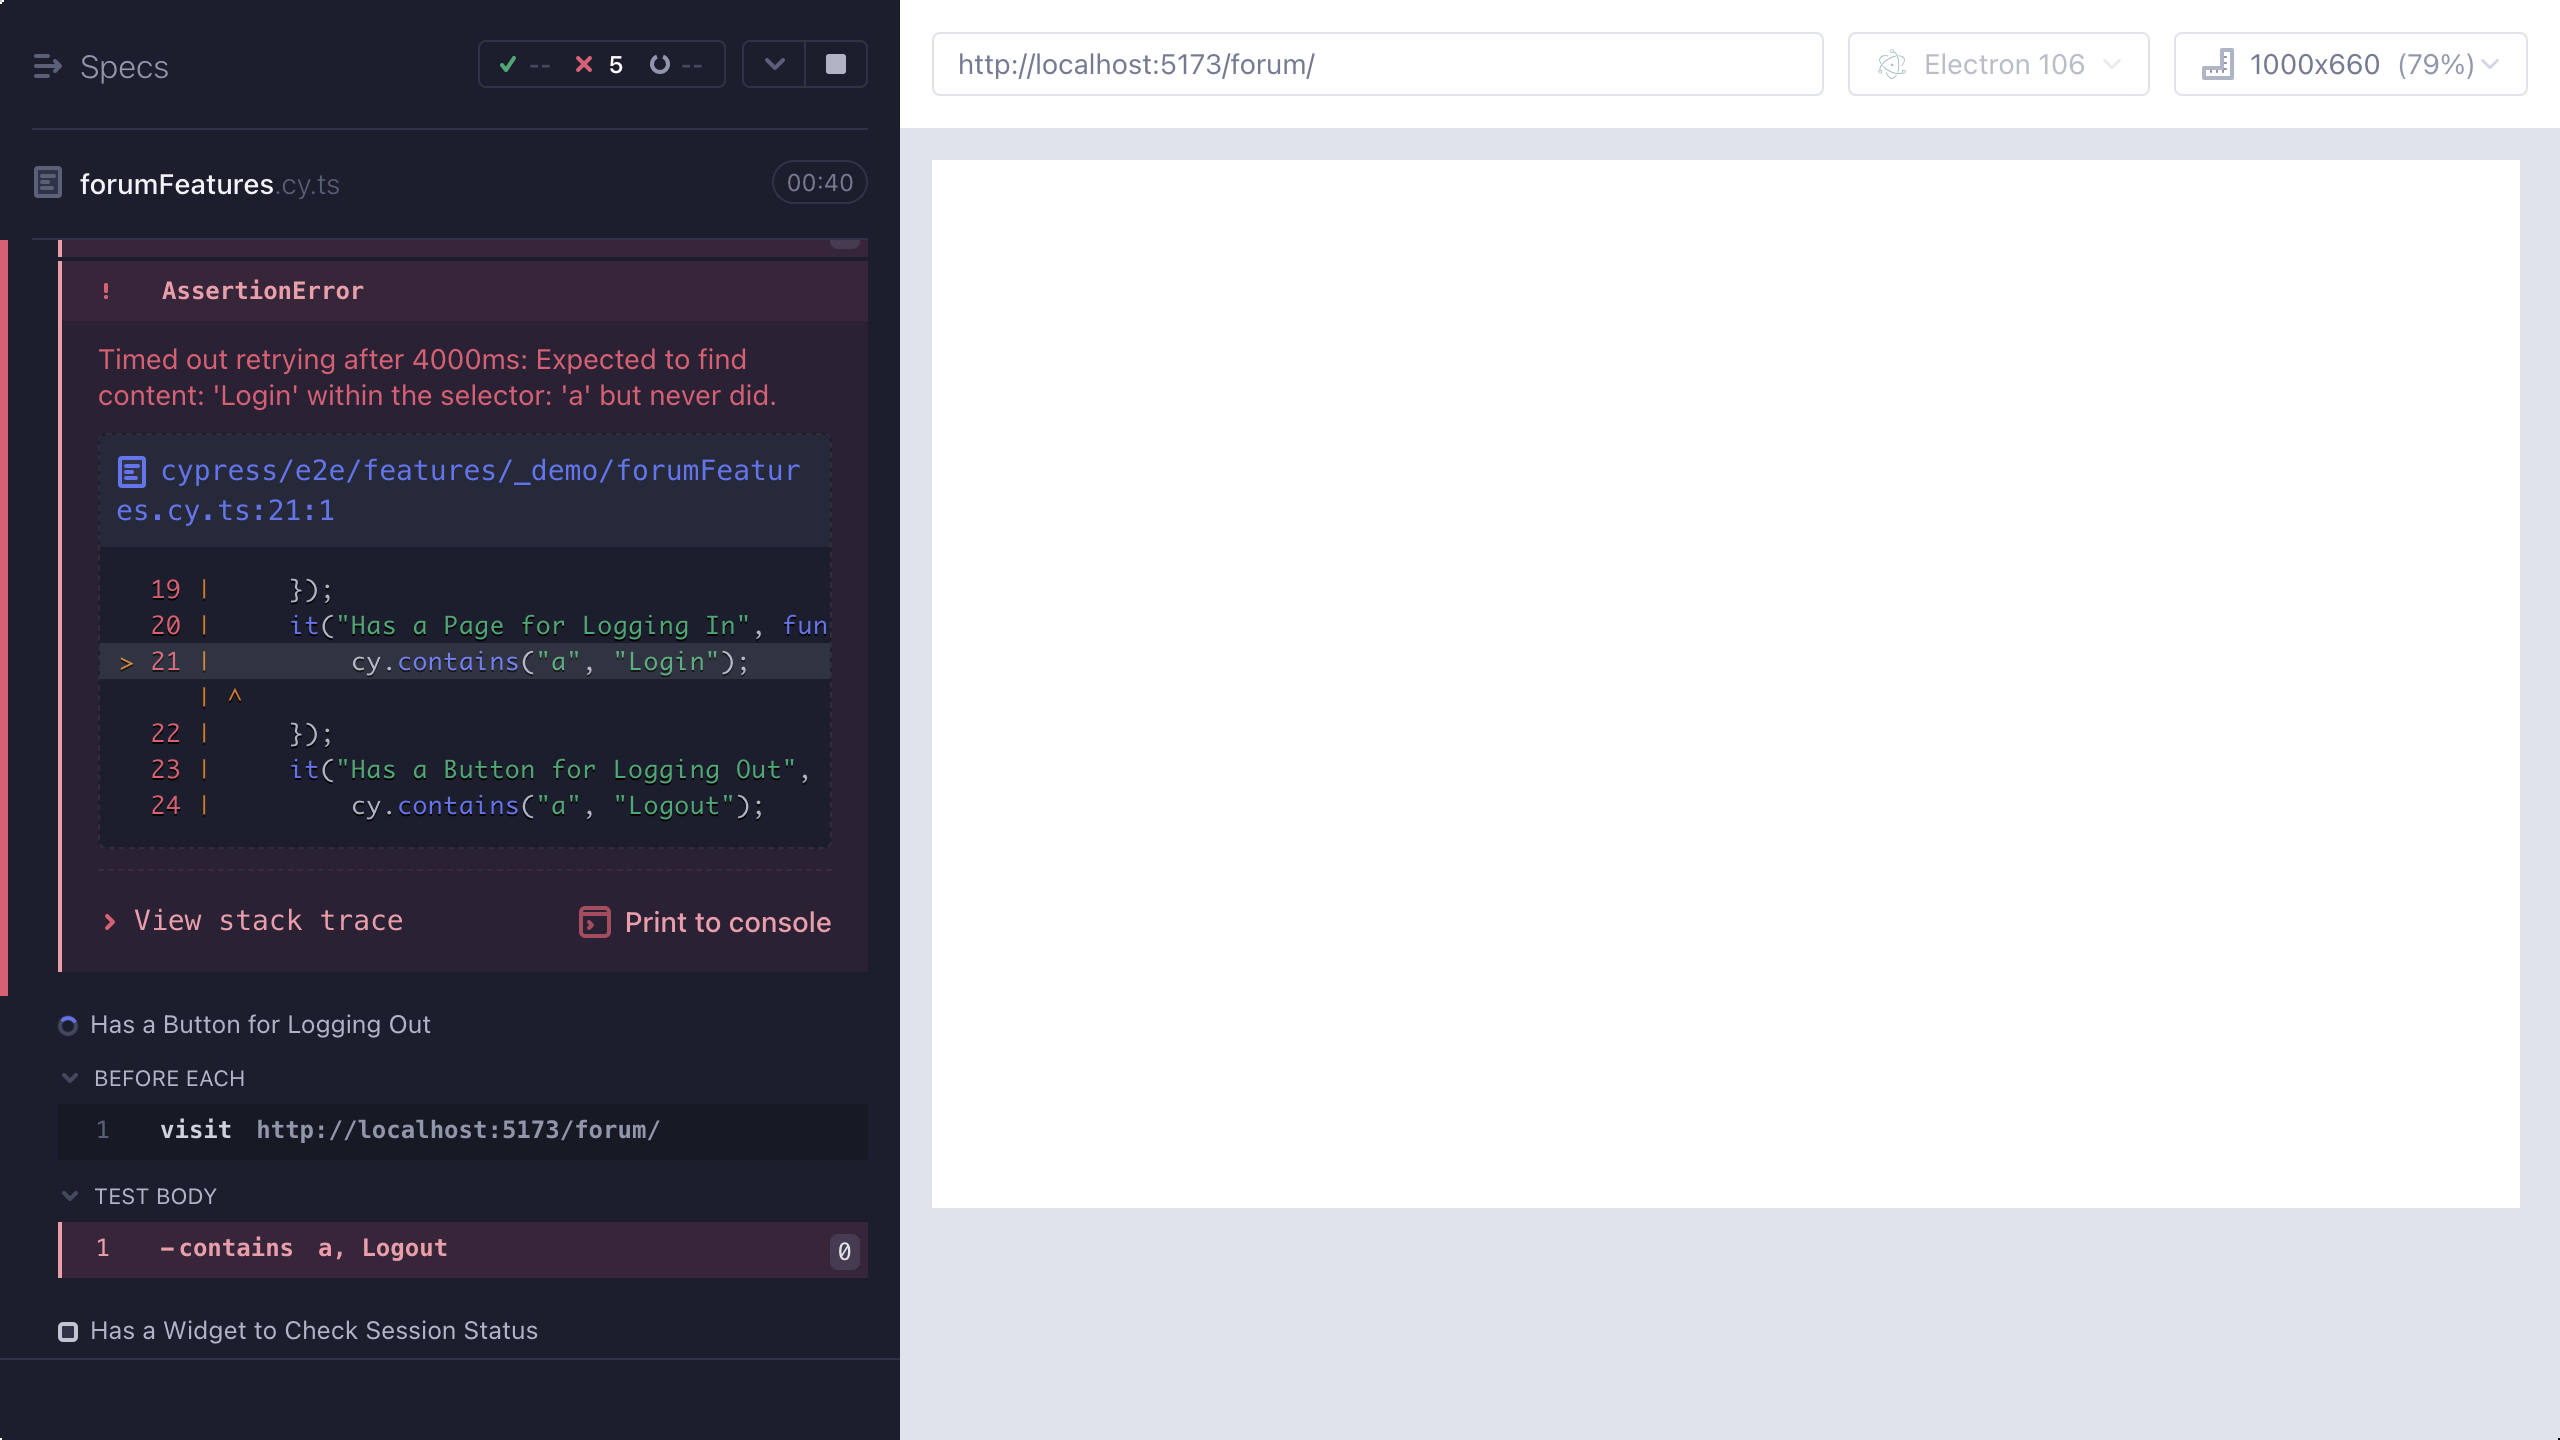 Specs
-- 5 --
forumFeatures.cy.ts
00:40
! AssertionError
Timed out retrying after 4000ms: Expected to find
content: 'Login' within the selector: 'a' but never did.
cypress/e2e/features/_demo/forumFeatur
es.cy.ts:21:1
19 | });
20 | it("Has a Page for Logging In", fun
> 21 | cy.contains("a", "Login");
| ^
22 | });
23 | it("Has a Button for Logging Out",
24 | cy.contains("a", "Logout");
View stack trace
Print to console
Has a Button for Logging Out
BEFORE EACH
1 visit http://localhost:5173/forum/
TEST BODY
1 -contains a, Logout 0
Has a Widget to Check Session Status
http://localhost:5173/forum/
Electron 106
1000x660 (79%)